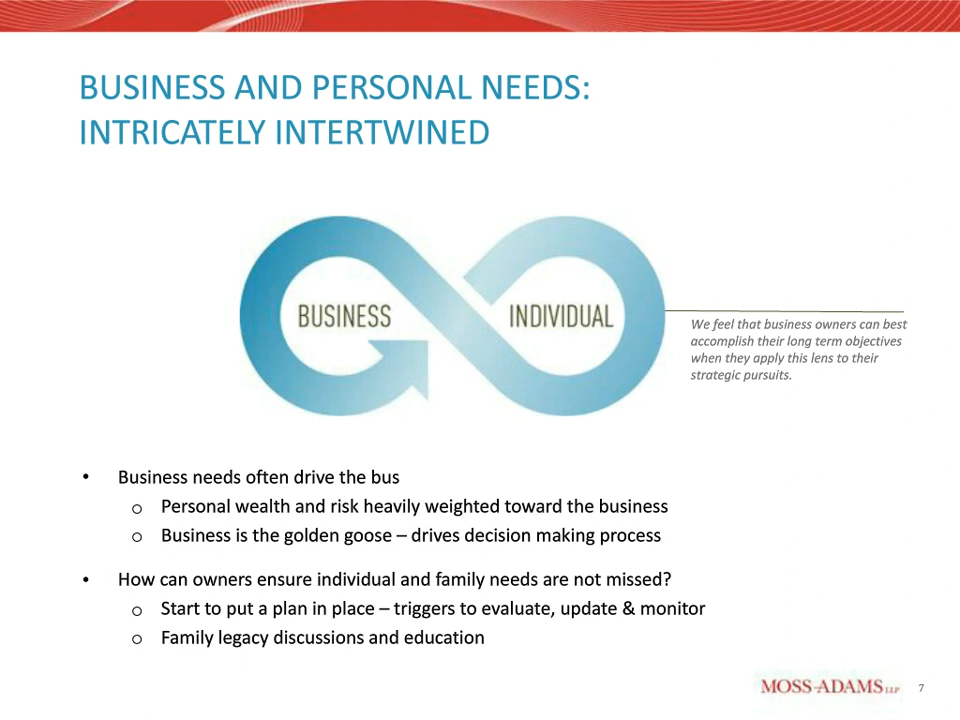 BUSINESS AND PERSONAL NEEDS:
INTRICATELY INTERTWINED
BUSINESS
INDIVIDUAL
We feel that business owners can best
accomplish their long term objectives
when they apply this lens to their
strategic pursuits.
• Business needs often drive the bus
o Personal wealth and risk heavily weighted toward the business
o Business is the golden goose – drives decision making process
• How can owners ensure individual and family needs are not missed?
o Start to put a plan in place – triggers to evaluate, update & monitor
o Family legacy discussions and education
MOSS-ADAMS LLP
7